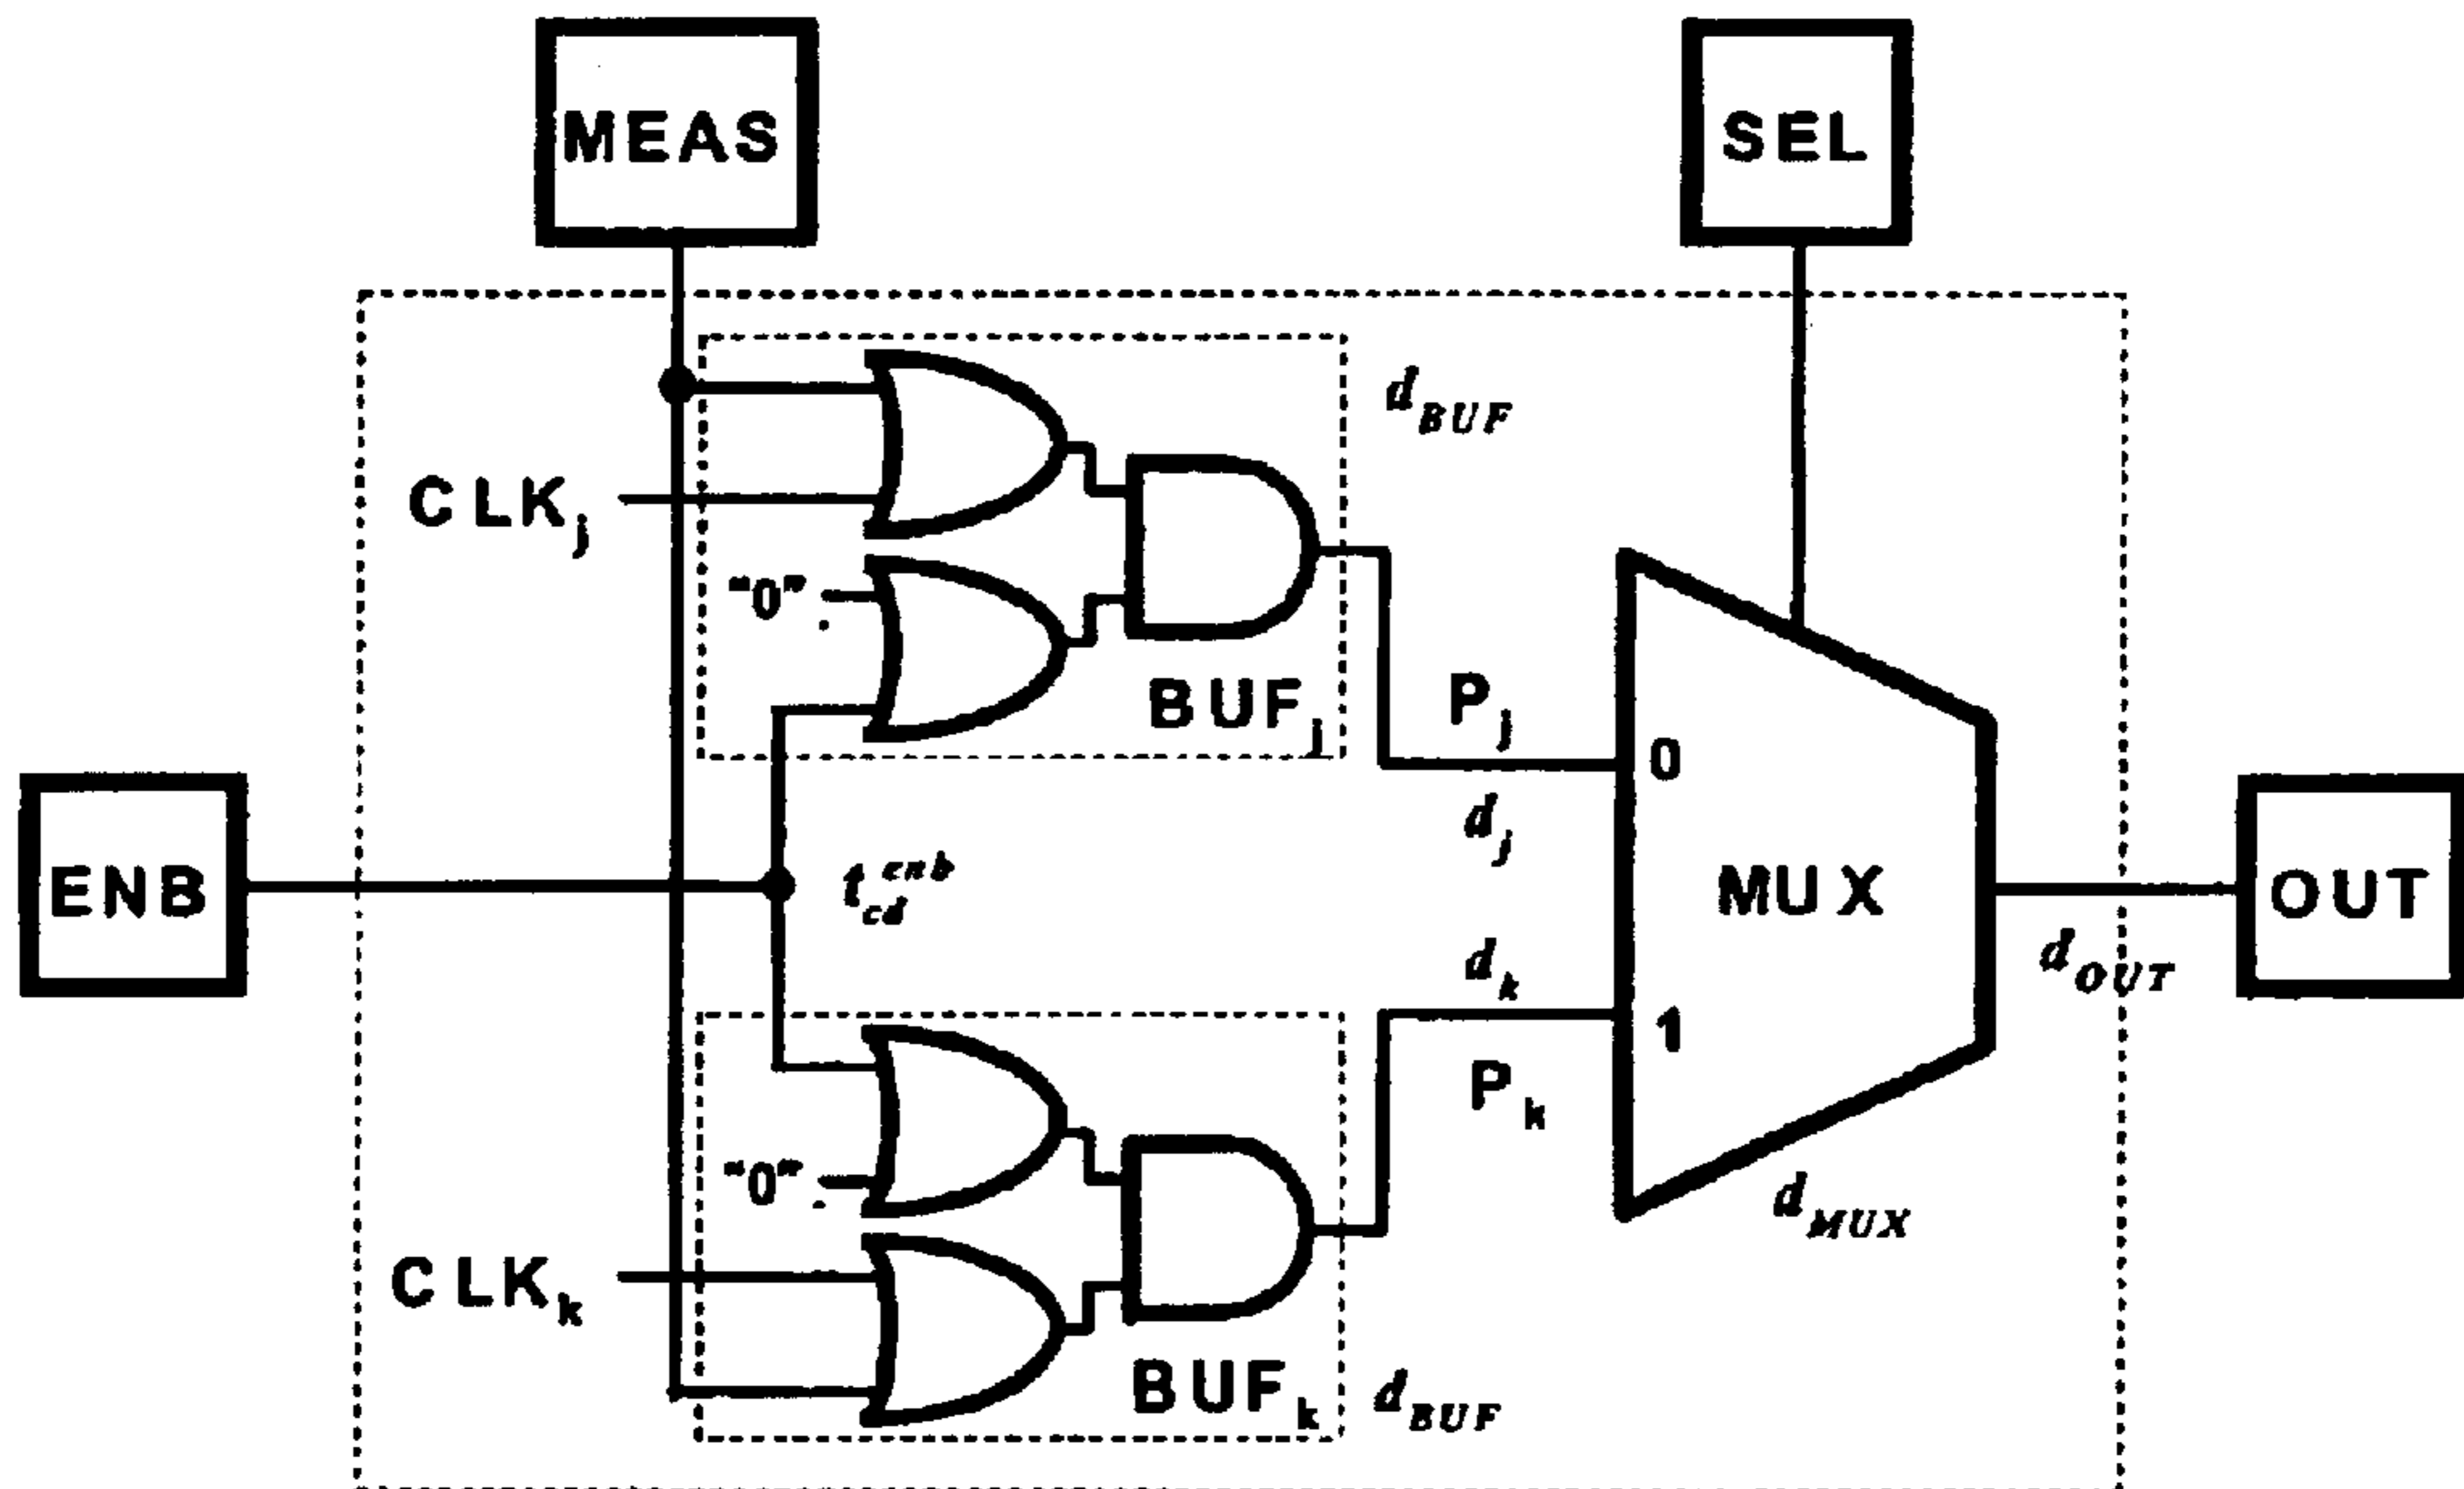 MEAS
SEL
d_BUF
CLK_j
"0"
BUF_j
P_j
0
d_j
ENB
t_cd^enb
MUX
OUT
d_k
d_OUT
1
P_k
"0"
d_MUX
CLK_k
BUF_k
d_BUF